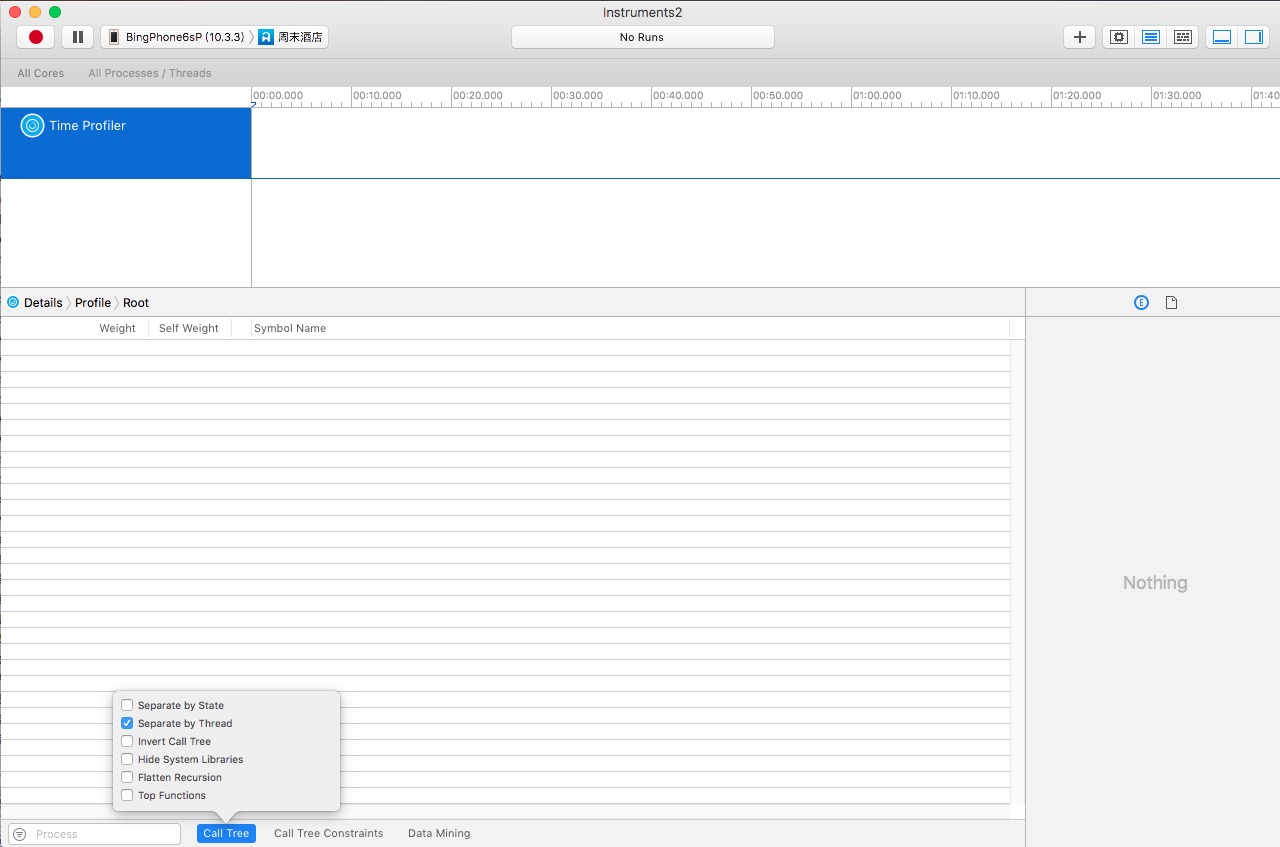 Instruments2
BingPhone6sP (10.3.3) 周末酒店
No Runs
All Cores All Processes / Threads
00:00.000 00:10.000 00:20.000 00:30.000 00:40.000 00:50.000 01:00.000 01:10.000 01:20.000 01:30.000 01:40
Time Profiler
Details Profile Root
E
Weight Self Weight Symbol Name
Nothing
Separate by State
Separate by Thread
Invert Call Tree
Hide System Libraries
Flatten Recursion
Top Functions
Process Call Tree Call Tree Constraints Data Mining